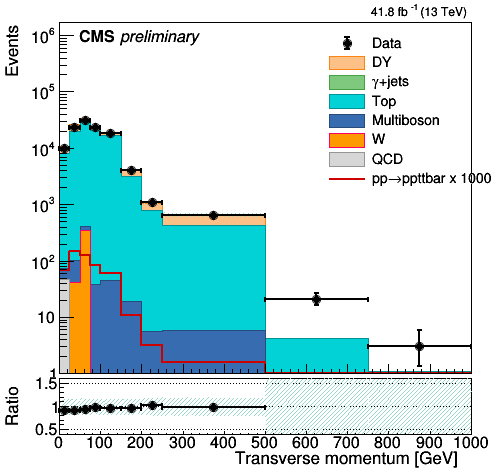 41.8 fb⁻¹ (13 TeV)
CMS preliminary
Events
10⁶
10⁵
10⁴
10³
10²
10
1
Data
DY
γ+jets
Top
Multiboson
W
QCD
pp→ppttbar x 1000
Ratio
1.5
1
0.5
0 100 200 300 400 500 600 700 800 900 1000
Transverse momentum [GeV]